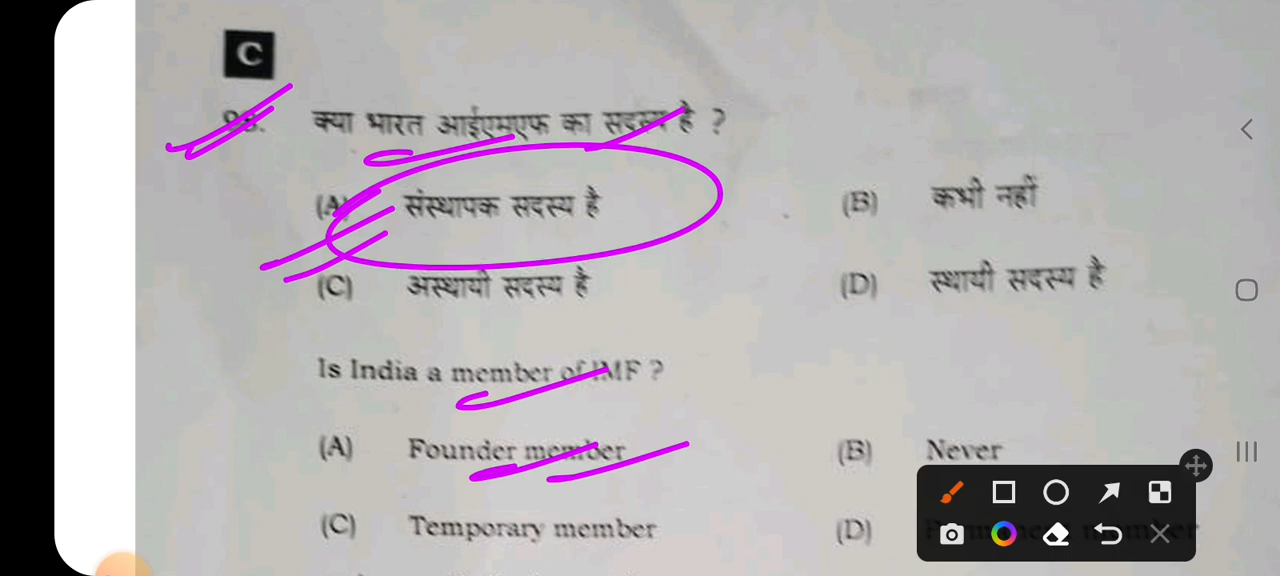 C
98. क्या भारत आईएमएफ का सदस्य है ?
(A) संस्थापक सदस्य है (B) कभी नहीं
(C) अस्थायी सदस्य है (D) स्थायी सदस्य है
Is India a member of IMF ?
(A) Founder member (B) Never
(C) Temporary member (D)